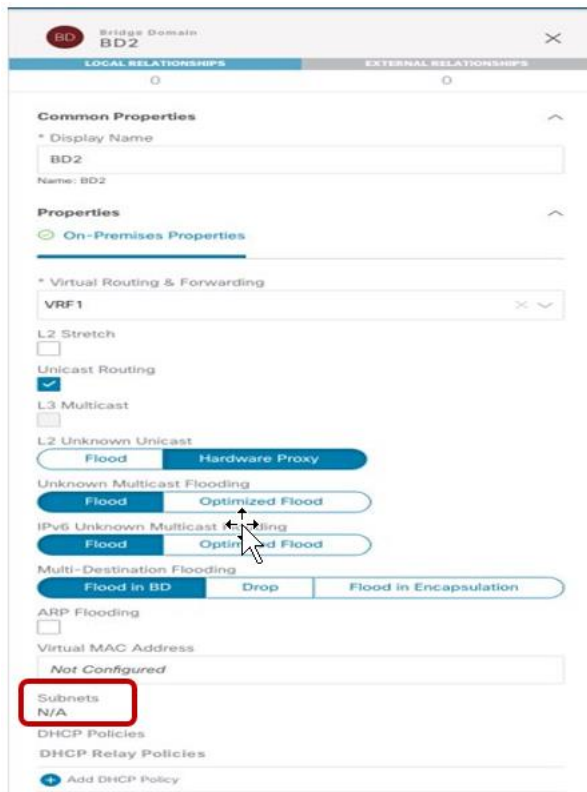 BD
Bridge Domain
BD2
LOCAL RELATIONSHIPS EXTERNAL RELATIONSHIPS
0 0
Common Properties
* Display Name
BD2
Name: BD2
Properties
On-Premises Properties
* Virtual Routing & Forwarding
VRF1
L2 Stretch
Unicast Routing
L3 Multicast
L2 Unknown Unicast
Flood Hardware Proxy
Unknown Multicast Flooding
Flood Optimized Flood
IPv6 Unknown Multicast Flooding
Flood Optimized Flood
Multi-Destination Flooding
Flood in BD Drop Flood in Encapsulation
ARP Flooding
Virtual MAC Address
Not Configured
Subnets
N/A
DHCP Policies
DHCP Relay Policies
Add DHCP Policy